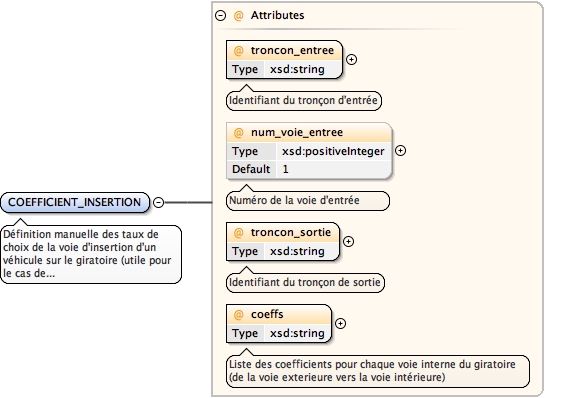 @ Attributes
@ troncon_entree
Type xsd:string
Identifiant du tronçon d'entrée
@ num_voie_entree
Type xsd:positiveInteger
Default 1
Numéro de la voie d'entrée
COEFFICIENT_INSERTION
Définition manuelle des taux de
choix de la voie d'insertion d'un
véhicule sur le giratoire (utile pour
le cas de...
@ troncon_sortie
Type xsd:string
Identifiant du tronçon de sortie
@ coeffs
Type xsd:string
Liste des coefficients pour chaque voie interne du giratoire
(de la voie exterieure vers la voie intérieure)